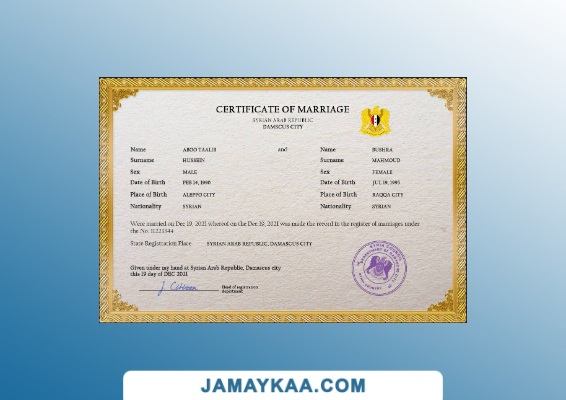 CERTIFICATE OF MARRIAGE
SYRIAN ARAB REPUBLIC
DAMSCUS CITY
Name ABOO TAALIB and Name BUSHRA
Surname HUSSEIN Surname MAHMOUD
Sex MALE Sex FEMALE
Date of Birth FEB 14, 1990 Date of Birth JUL 19, 1995
Place of Birth ALEPPO CITY Place of Birth RAQQA CITY
Nationality SYRIAN Nationality SYRIAN
Were married on Dec 19, 2021 whereof on the Dec 19, 2021 was made the record in the register of marriages under
the No. 11221344
State Registration Place SYRIAN ARAB REPUBLIC, DAMASCUS CITY
Given under my hand at Syrian Arab Republic, Damascus city
this 19 day of DEC 2021
Head of registration
department
JAMAYKAA.COM